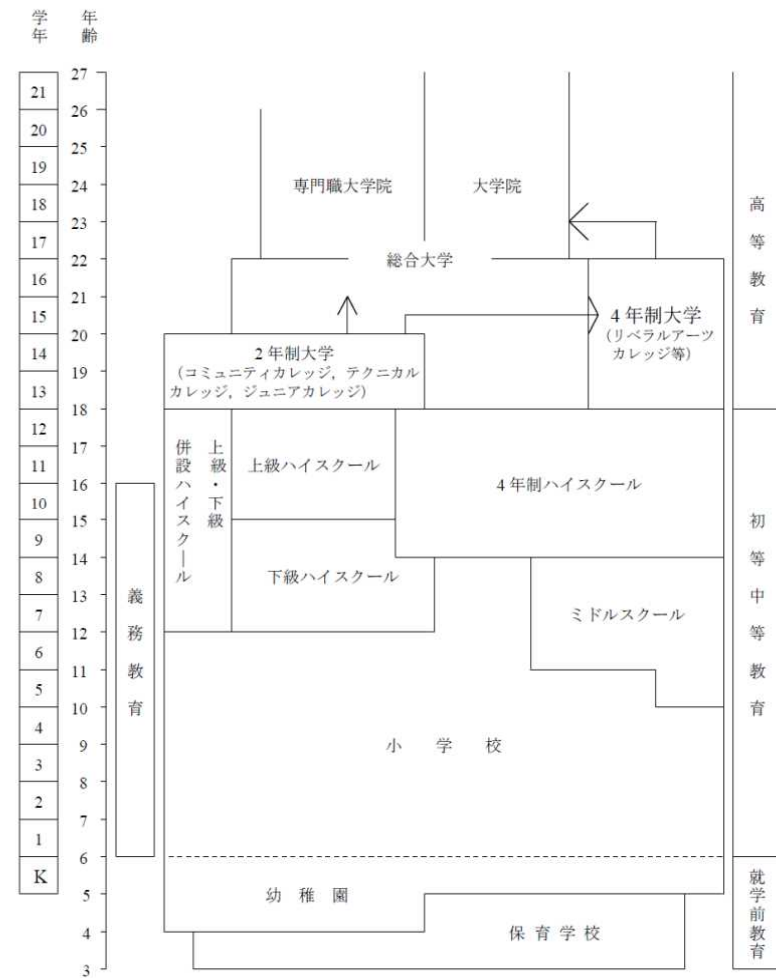 学年
年齢
27
21
26
20
25
19
専門職大学院
大学院
24
18
23
17
22
総合大学
16
21
15
4年制大学
(リベラルアーツ
カレッジ等)
20
2年制大学
(コミュニティカレッジ，テクニカル
カレッジ，ジュニアカレッジ)
14
19
13
18
高等教育
12
17
上級・下級
併設ハイスクール
上級ハイスクール
11
16
4年制ハイスクール
10
15
9
14
下級ハイスクール
8
13
ミドルスクール
7
12
6
11
5
10
4
9
小学校
3
8
2
7
1
6
義務教育
初等中等教育
K
幼稚園
5
保育学校
4
3
就学前教育